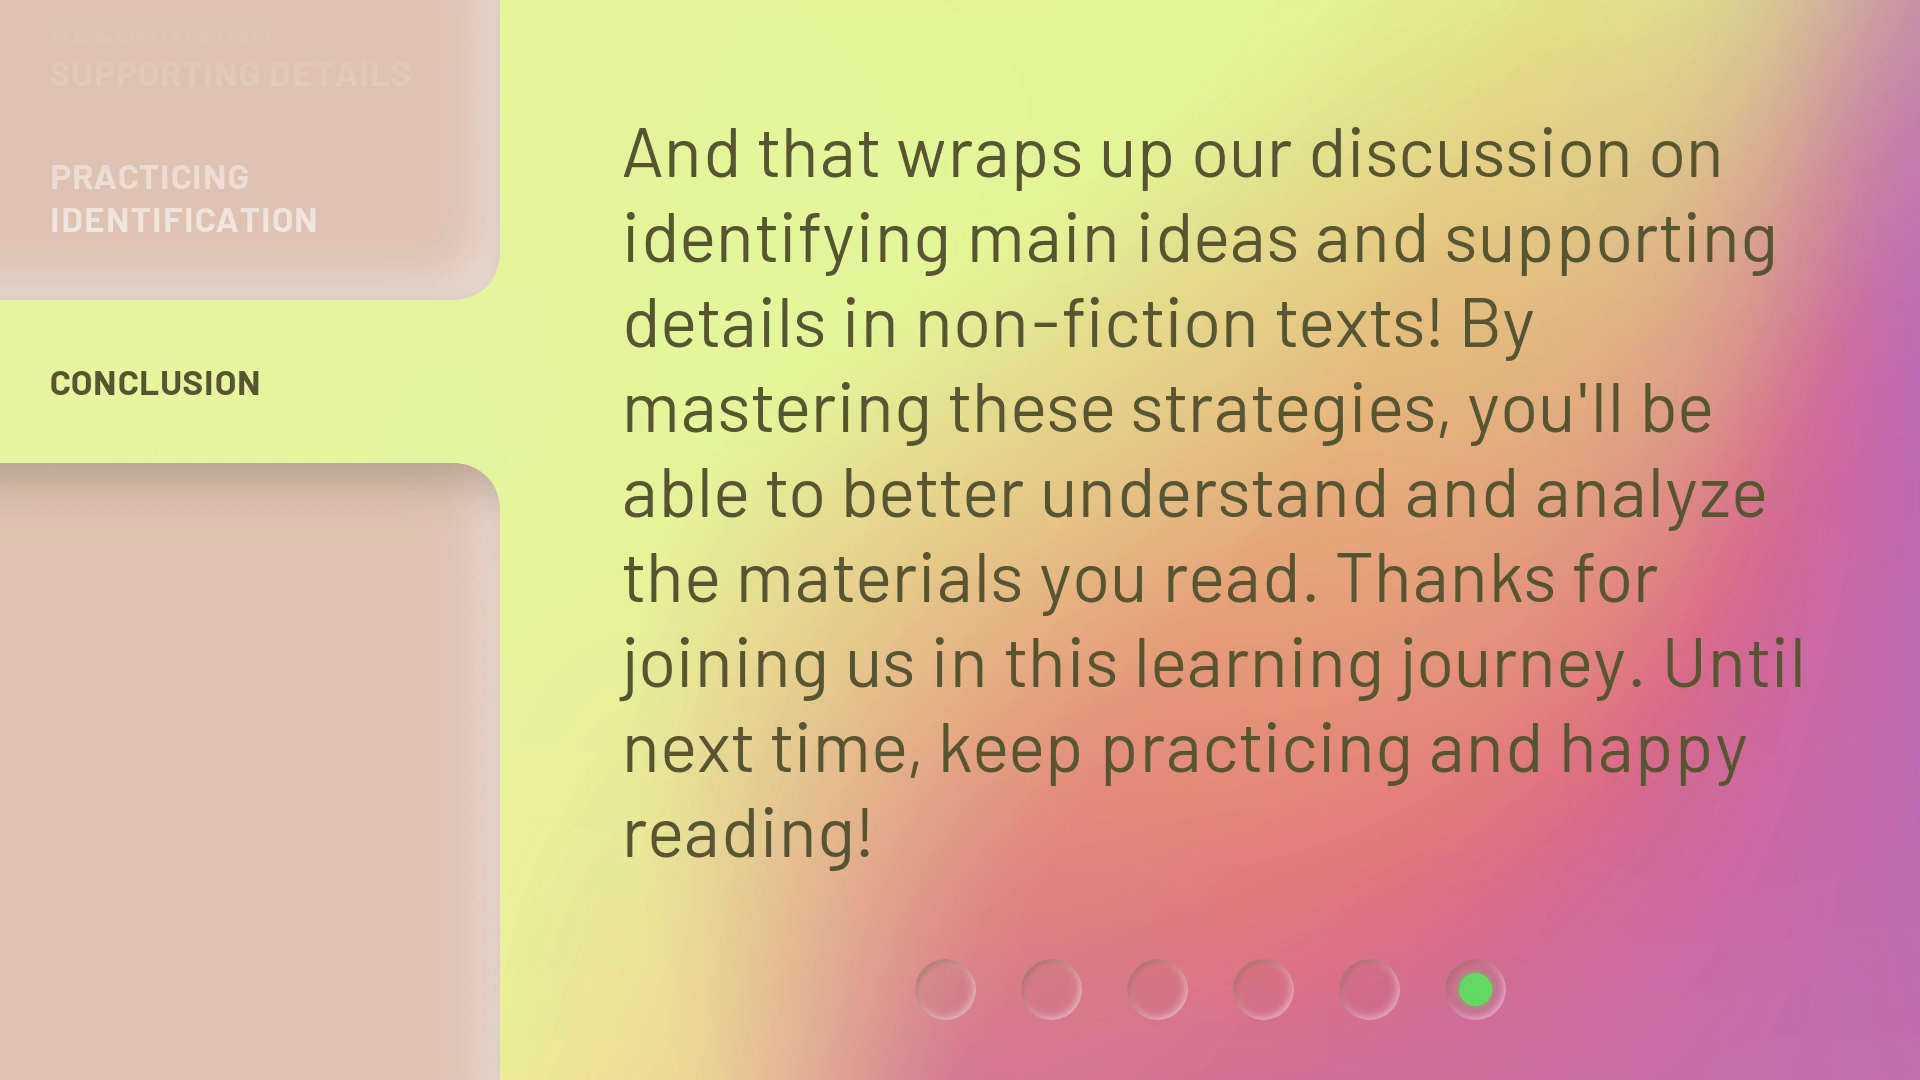 RECOGNIZING
SUPPORTING DETAILS
PRACTICING
IDENTIFICATION
CONCLUSION
And that wraps up our discussion on
identifying main ideas and supporting
details in non-fiction texts! By
mastering these strategies, you'll be
able to better understand and analyze
the materials you read. Thanks for
joining us in this learning journey. Until
next time, keep practicing and happy
reading!